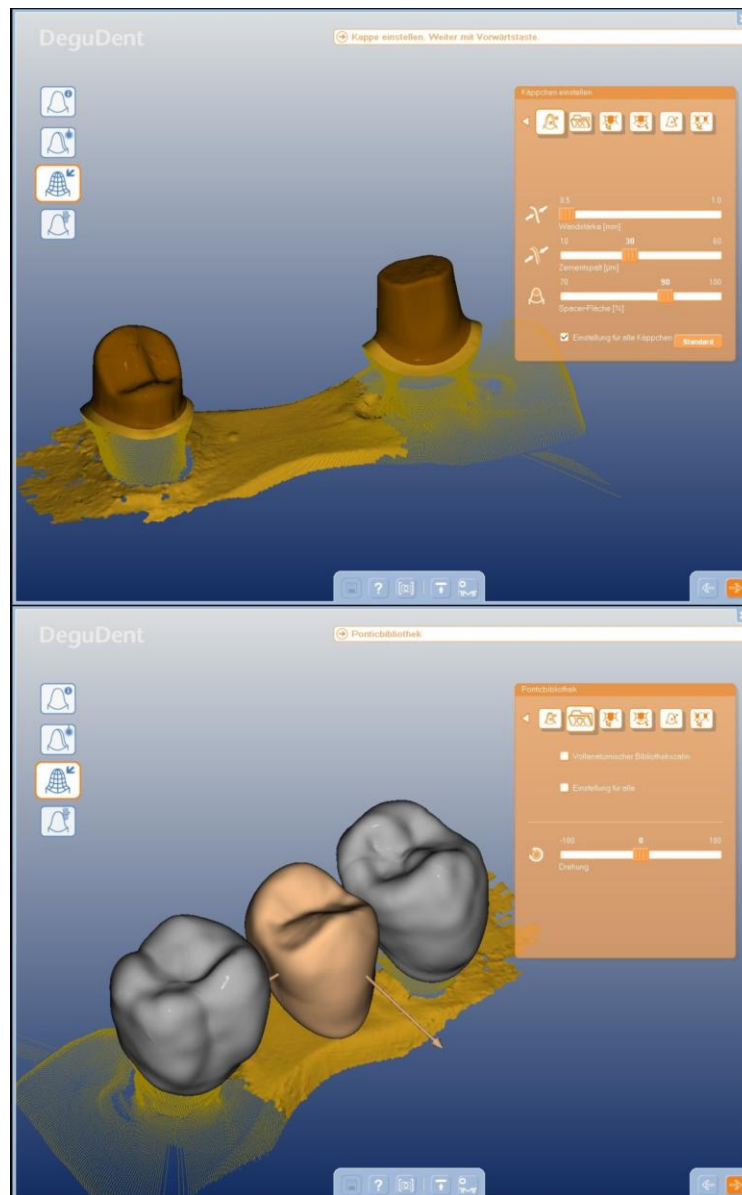 DeguDent
Kappe einstellen. Weiter mit Vorwärtstaste.
Käppchen einstellen
0.5 1.0
Wandstärke [mm]
10 30 60
Zementspalt [µm]
70 90 100
Spacer-Fläche [%]
Einstellung für alle Käppchen Standard
?
DeguDent
Ponticbibliothek
Ponticbibliothek
Vollanatomischer Bibliothekszahn
Einstellung für alle
-180 0 180
Drehung
?